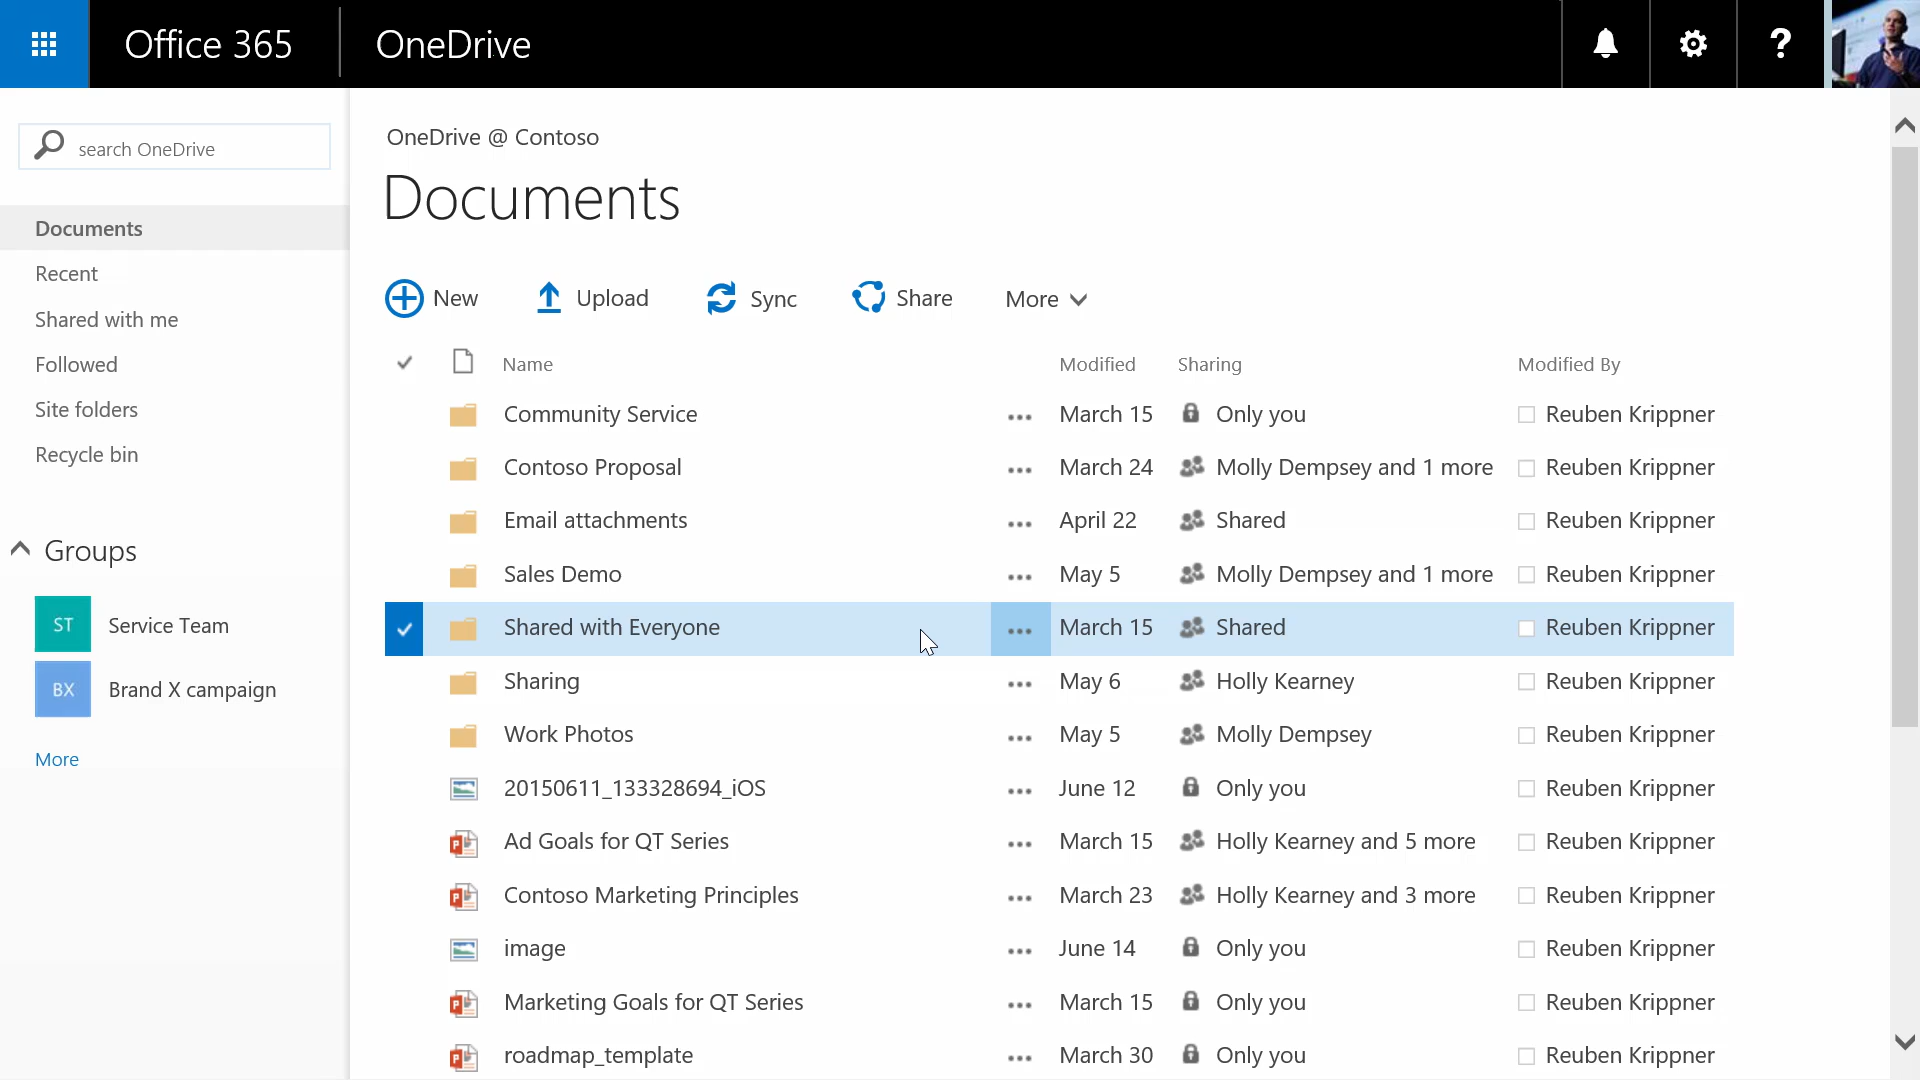 Office 365 OneDrive ?
search OneDrive
Documents
Recent
Shared with me
Followed
Site folders
Recycle bin
Groups
ST Service Team
BX Brand X campaign
More
OneDrive @ Contoso
Documents
New Upload Sync Share More
Name Modified Sharing Modified By
Community Service ... March 15 Only you Reuben Krippner
Contoso Proposal ... March 24 Molly Dempsey and 1 more Reuben Krippner
Email attachments ... April 22 Shared Reuben Krippner
Sales Demo ... May 5 Molly Dempsey and 1 more Reuben Krippner
Shared with Everyone ... March 15 Shared Reuben Krippner
Sharing ... May 6 Holly Kearney Reuben Krippner
Work Photos ... May 5 Molly Dempsey Reuben Krippner
20150611_133328694_iOS ... June 12 Only you Reuben Krippner
Ad Goals for QT Series ... March 15 Holly Kearney and 5 more Reuben Krippner
Contoso Marketing Principles ... March 23 Holly Kearney and 3 more Reuben Krippner
image ... June 14 Only you Reuben Krippner
Marketing Goals for QT Series ... March 15 Only you Reuben Krippner
roadmap_template ... March 30 Only you Reuben Krippner